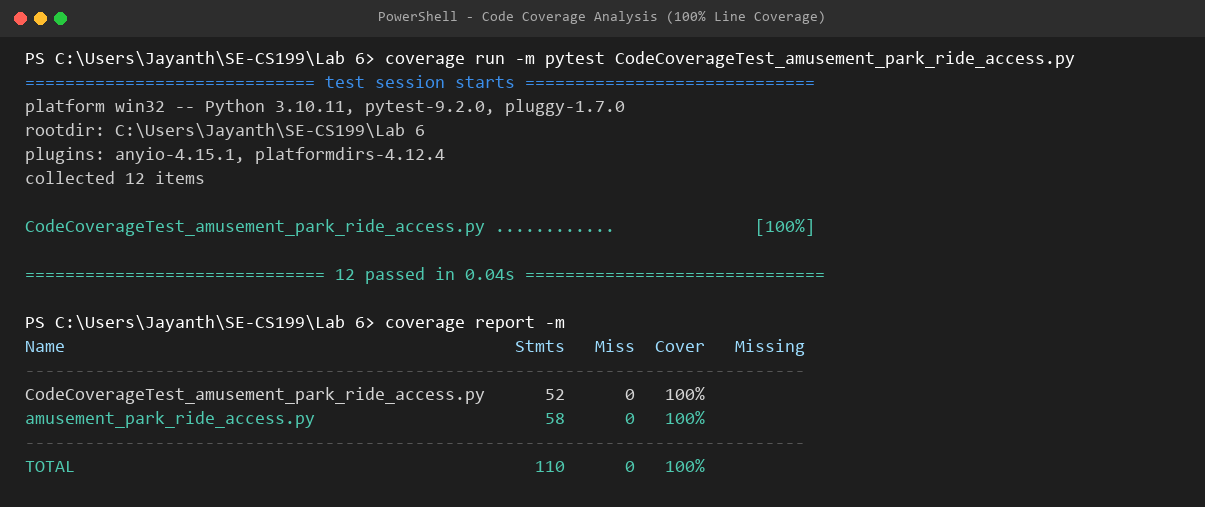 PowerShell - Code Coverage Analysis (100% Line Coverage)
PS C:\Users\Jayanth\SE-CS199\Lab 6> coverage run -m pytest CodeCoverageTest_amusement_park_ride_access.py
============================= test session starts =============================
platform win32 -- Python 3.10.11, pytest-9.2.0, pluggy-1.7.0
rootdir: C:\Users\Jayanth\SE-CS199\Lab 6
plugins: anyio-4.15.1, platformdirs-4.12.4
collected 12 items
CodeCoverageTest_amusement_park_ride_access.py ............              [100%]
============================== 12 passed in 0.04s ==============================
PS C:\Users\Jayanth\SE-CS199\Lab 6> coverage report -m
Name                                             Stmts   Miss  Cover   Missing
------------------------------------------------------------------------------
CodeCoverageTest_amusement_park_ride_access.py      52      0   100%
amusement_park_ride_access.py                       58      0   100%
------------------------------------------------------------------------------
TOTAL                                              110      0   100%